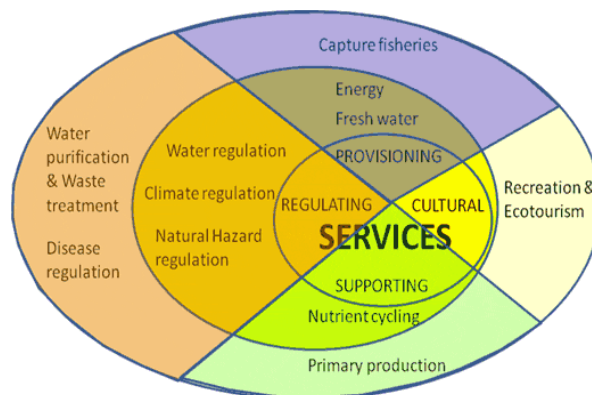 Capture fisheries
Energy
Fresh water
PROVISIONING
Water
purification
& Waste
treatment
Disease
regulation
Water regulation
Climate regulation
Natural Hazard
regulation
REGULATING
CULTURAL
Recreation &
Ecotourism
SERVICES
SUPPORTING
Nutrient cycling
Primary production